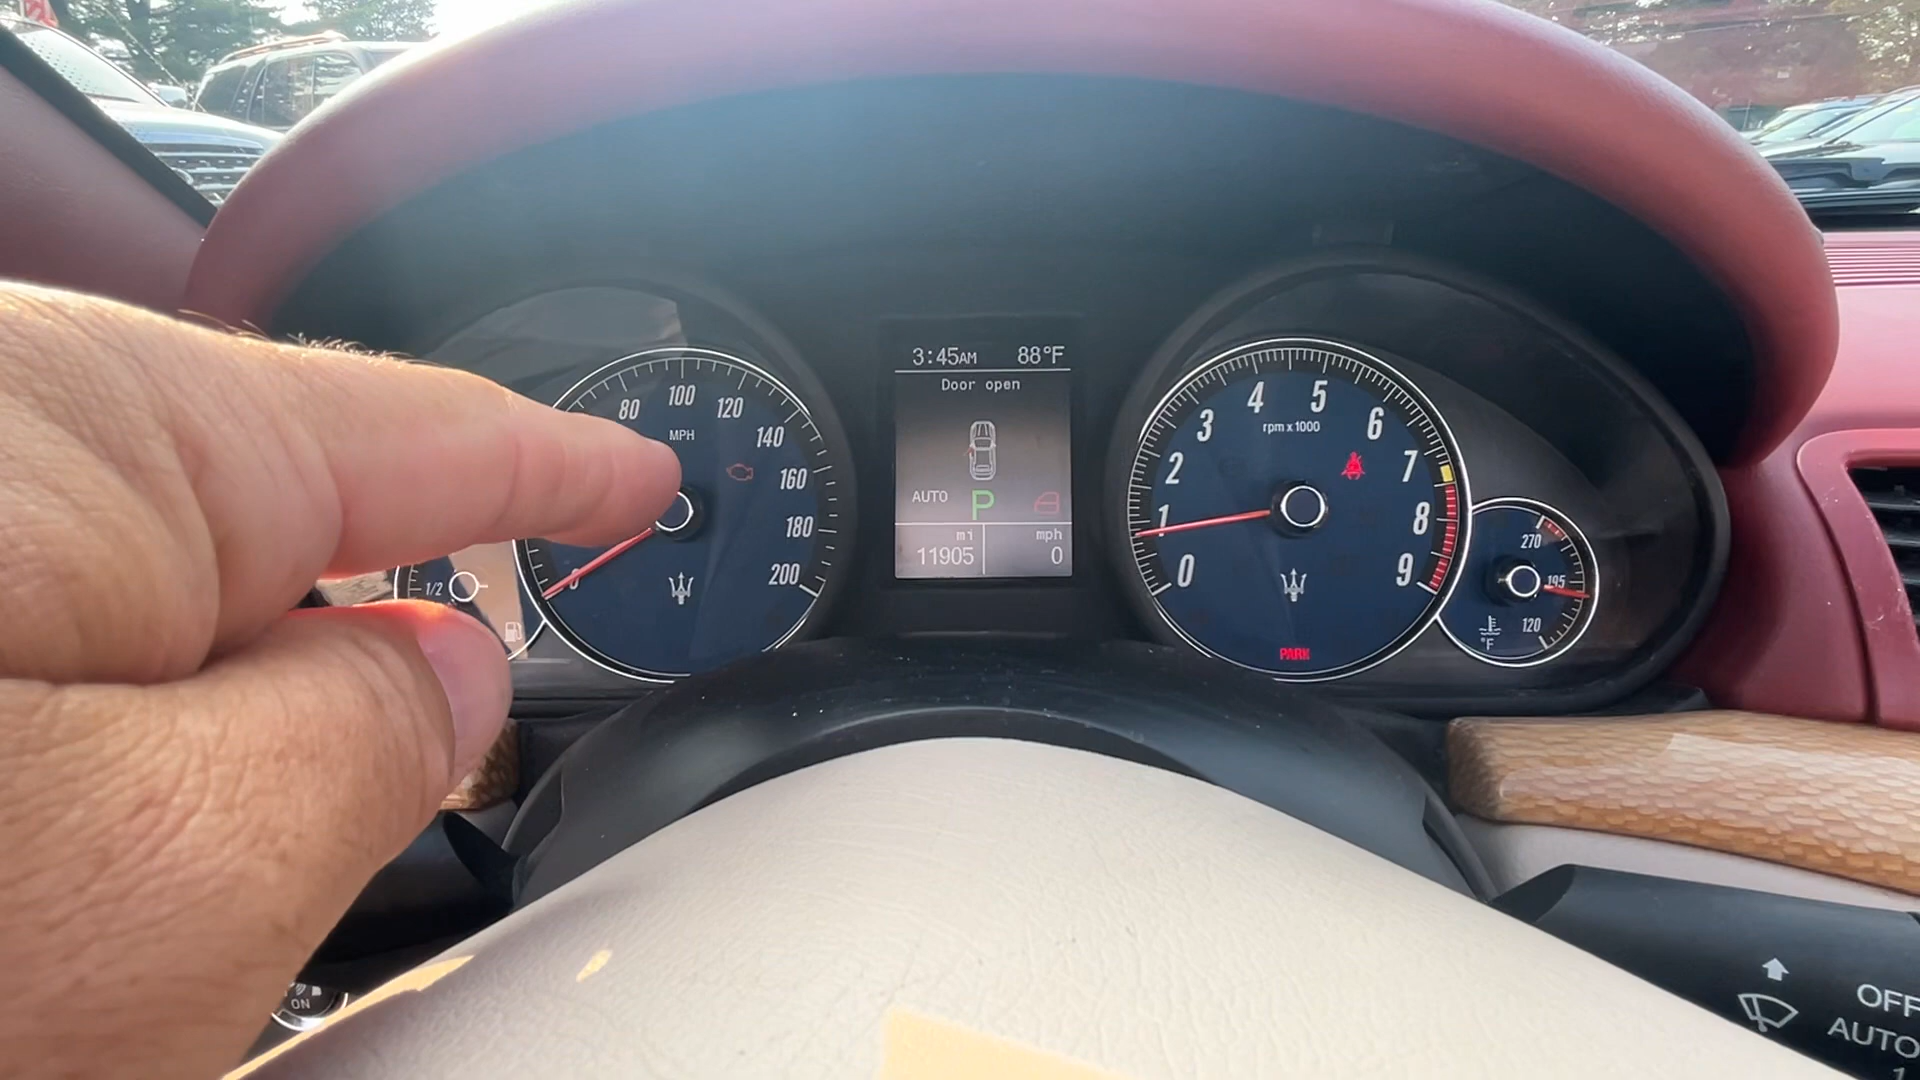 80 100 120 140 160 180 200
MPH
0
1/2
3:45AM 88°F
Door open
AUTO P
mi mph
11905 0
0 1 2 3 4 5 6 7 8 9
rpm x 1000
PARK
270
195
120
°F
ON
OFF
AUTO